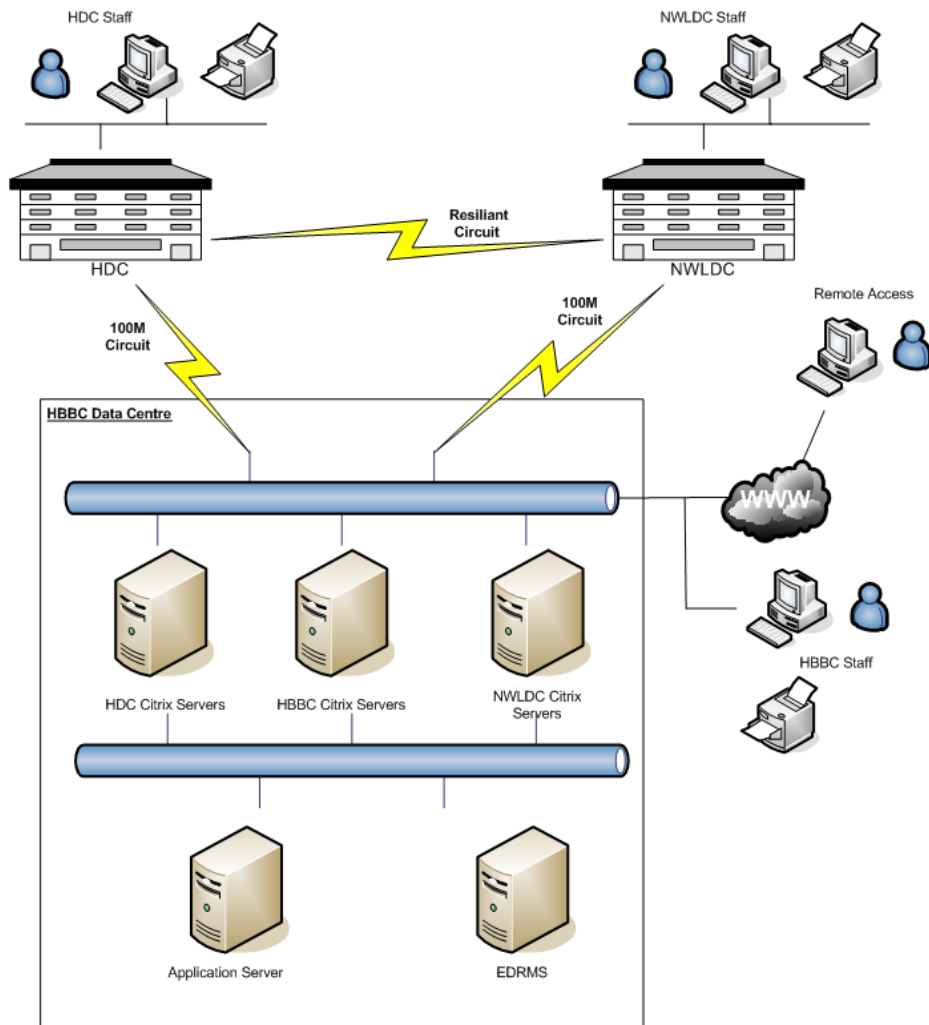 HDC Staff
NWLDC Staff
Resiliant
Circuit
HDC
NWLDC
Remote Access
100M
Circuit
100M
Circuit
HBBC Data Centre
WWW
HBBC Staff
HDC Citrix Servers
HBBC Citrix Servers
NWLDC Citrix
Servers
Application Server
EDRMS